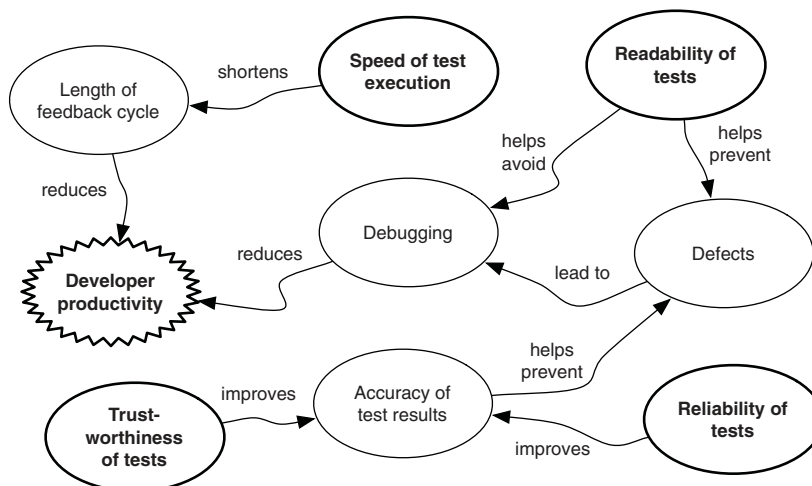 shortens
Speed of test
execution
Readability of
tests
Length of
feedback cycle
helps
avoid
helps
prevent
reduces
Debugging
Defects
reduces
lead to
Developer
productivity
helps
prevent
improves
Accuracy of
test results
Trust-
worthiness
of tests
improves
Reliability of
tests